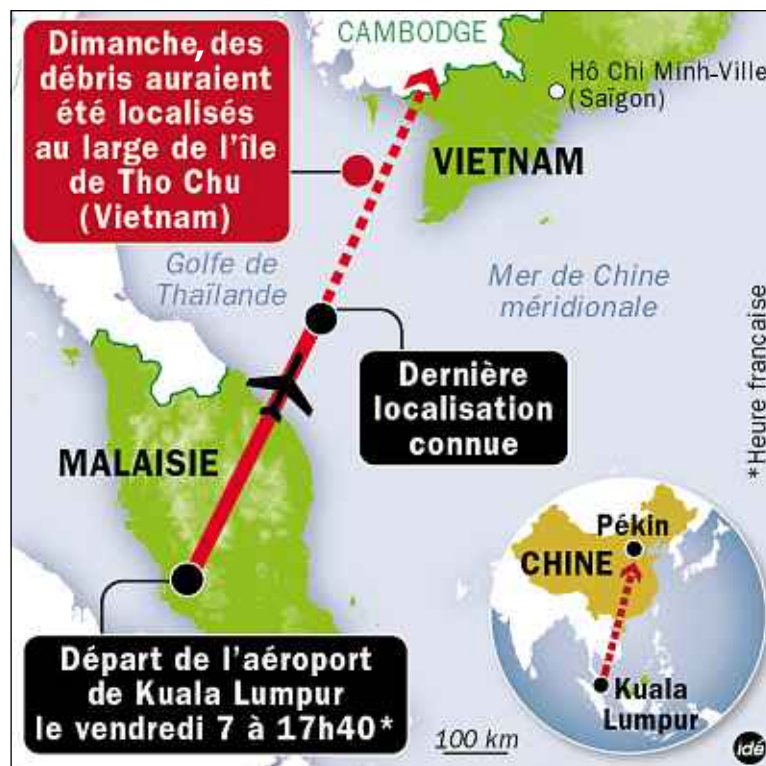 Dimanche, des
débris auraient
été localisés
au large de l'île
de Tho Chu
(Vietnam)
CAMBODGE
Hô Chi Minh-Ville
(Saïgon)
VIETNAM
Golfe de
Thaïlande
Mer de Chine
méridionale
Dernière
localisation
connue
MALAISIE
*Heure francaise
Pékin
CHINE
Kuala
Lumpur
Départ de l'aéroport
de Kuala Lumpur
le vendredi 7 à 17h40*
100 km
idé